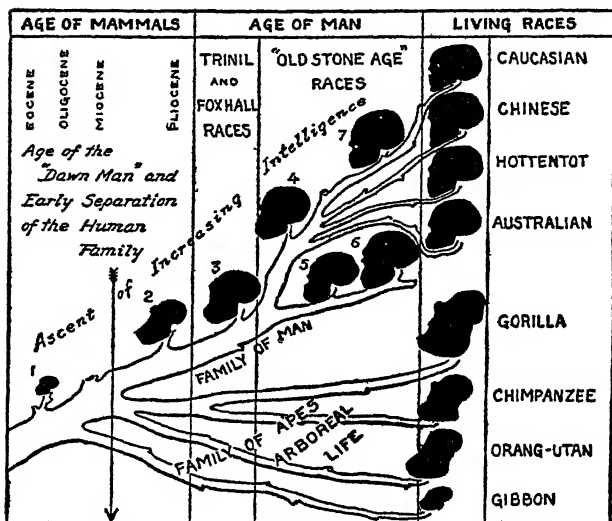 AGE OF MAMMALS
AGE OF MAN
LIVING RACES
EOCENE
OLIGOCENE
MIOCENE
PLIOCENE
TRINIL
AND
FOXHALL
RACES
"OLD STONE AGE"
RACES
Age of the
"Dawn Man" and
Early Separation
of the Human
Family
Ascent of Increasing Intelligence
1
2
3
4
5
6
7
FAMILY OF MAN
FAMILY OF APES
ARBOREAL
LIFE
CAUCASIAN
CHINESE
HOTTENTOT
AUSTRALIAN
GORILLA
CHIMPANZEE
ORANG-UTAN
GIBBON